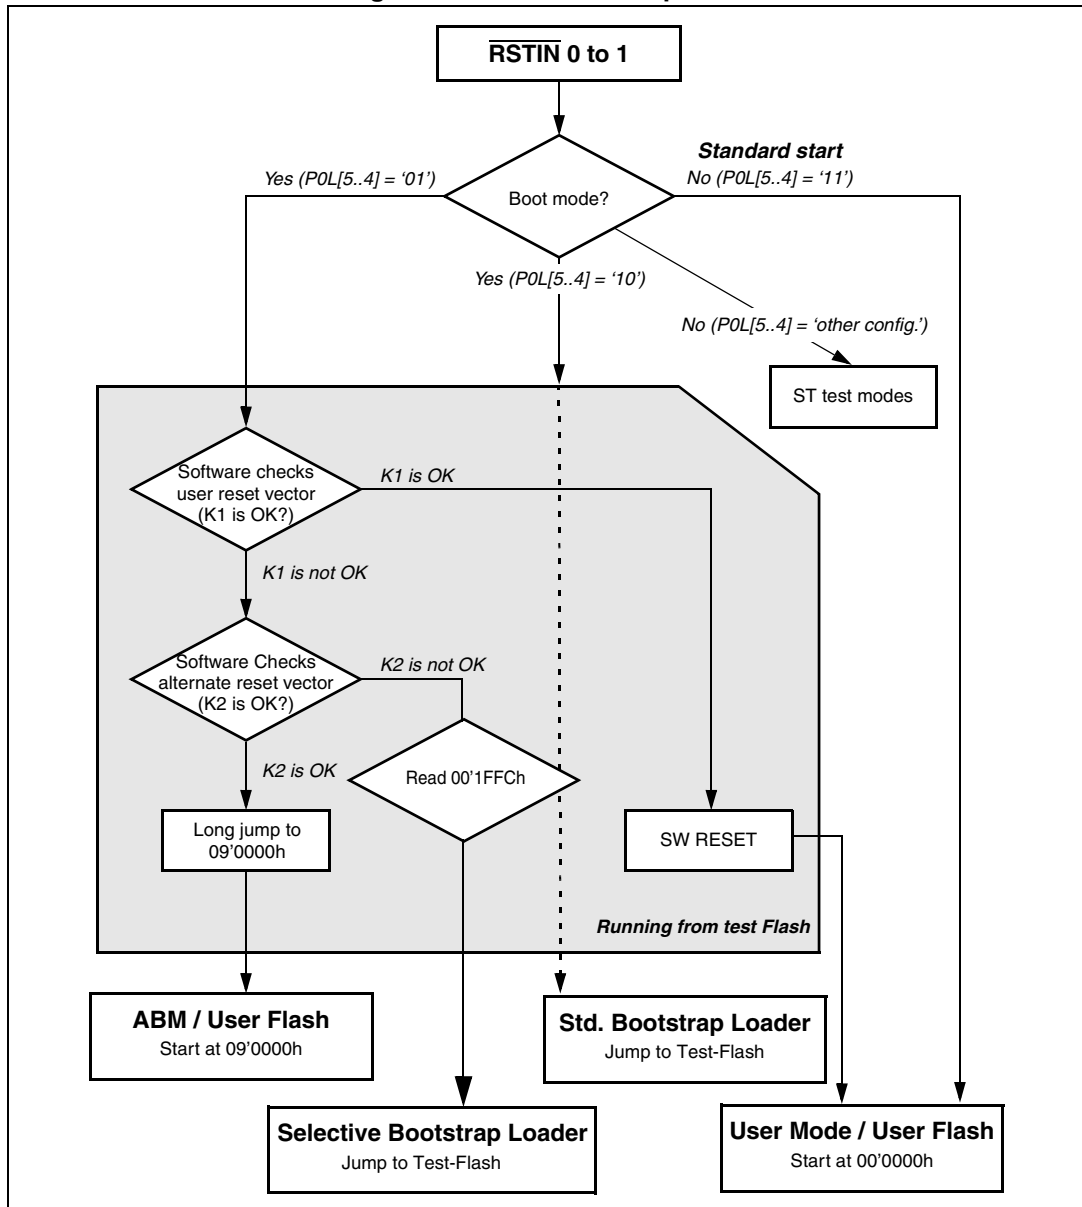 RSTIN 0 to 1
Standard start
Yes (P0L[5..4] = ‘01’)
No (P0L[5..4] = ‘11’)
Boot mode?
Yes (P0L[5..4] = ‘10’)
No (P0L[5..4] = ‘other config.’)
ST test modes
Software checks
user reset vector
(K1 is OK?)
K1 is OK
K1 is not OK
Software Checks
alternate reset vector
(K2 is OK?)
K2 is not OK
K2 is OK
Read 00’1FFCh
Long jump to
09’0000h
SW RESET
Running from test Flash
ABM / User Flash
Start at 09’0000h
Std. Bootstrap Loader
Jump to Test-Flash
Selective Bootstrap Loader
Jump to Test-Flash
User Mode / User Flash
Start at 00’0000h